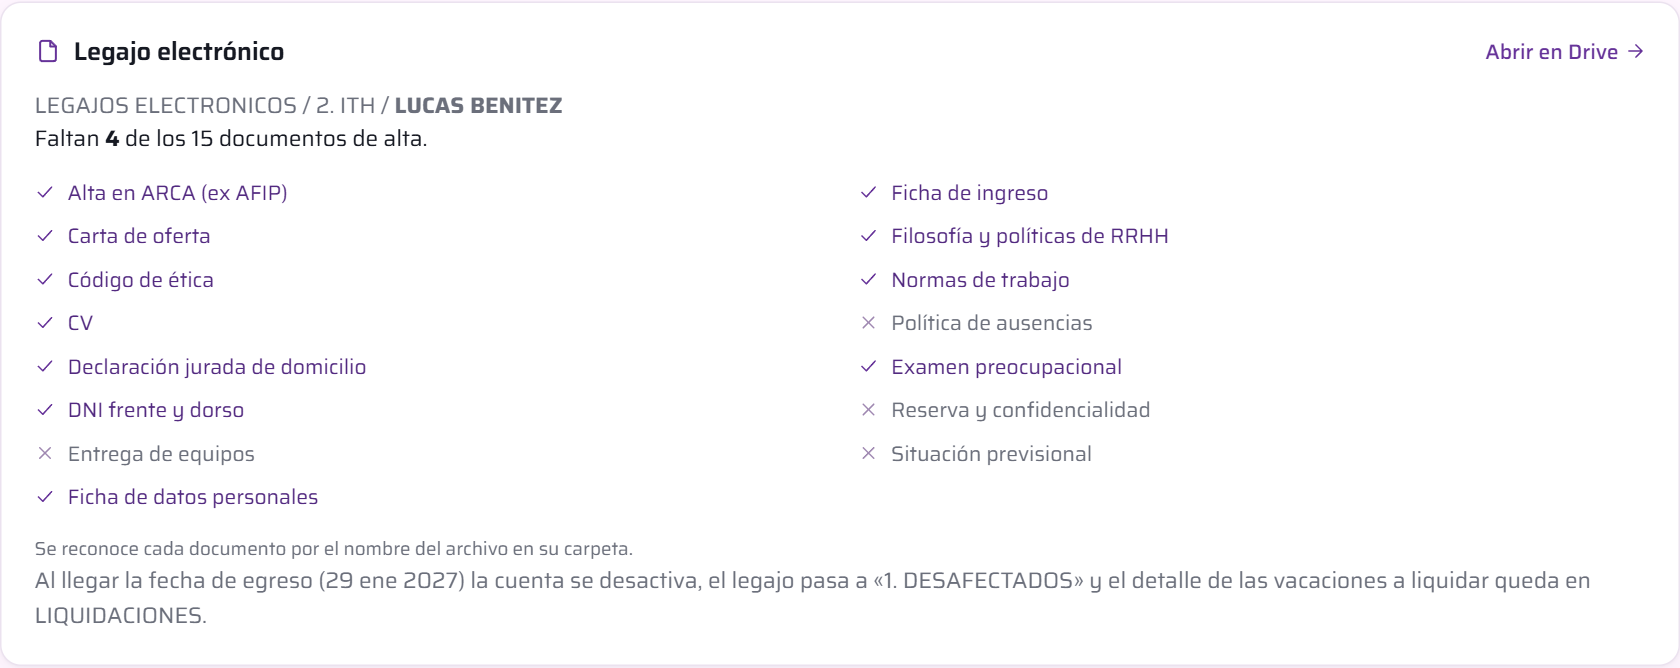 Legajo electrónico
Abrir en Drive →
LEGAJOS ELECTRONICOS / 2. ITH / LUCAS BENITEZ
Faltan 4 de los 15 documentos de alta.
✓ Alta en ARCA (ex AFIP)
✓ Carta de oferta
✓ Código de ética
✓ CV
✓ Declaración jurada de domicilio
✓ DNI frente y dorso
× Entrega de equipos
✓ Ficha de datos personales
✓ Ficha de ingreso
✓ Filosofía y políticas de RRHH
✓ Normas de trabajo
× Política de ausencias
✓ Examen preocupacional
× Reserva y confidencialidad
× Situación previsional
Se reconoce cada documento por el nombre del archivo en su carpeta.
Al llegar la fecha de egreso (29 ene 2027) la cuenta se desactiva, el legajo pasa a «1. DESAFECTADOS» y el detalle de las vacaciones a liquidar queda en
LIQUIDACIONES.